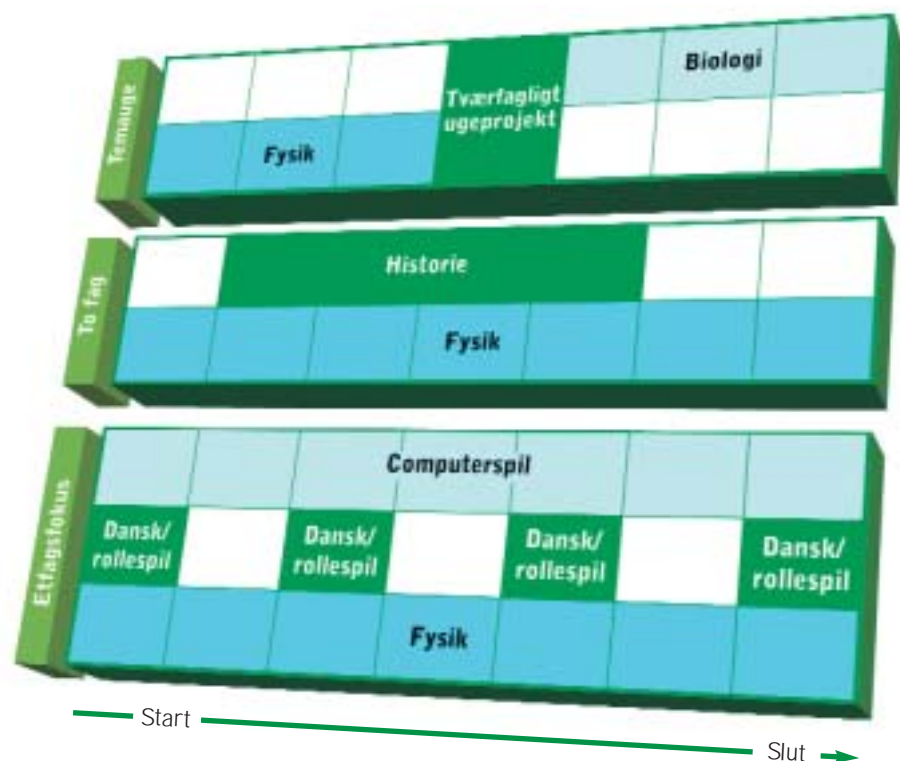 Temauge
Biologi
Tværfagligt
ugeprojekt
Fysik
To fag
Historie
Fysik
Etfagsfokus
Computerspil
Dansk/
rollespil
Dansk/
rollespil
Dansk/
rollespil
Dansk/
rollespil
Fysik
Start
Slut